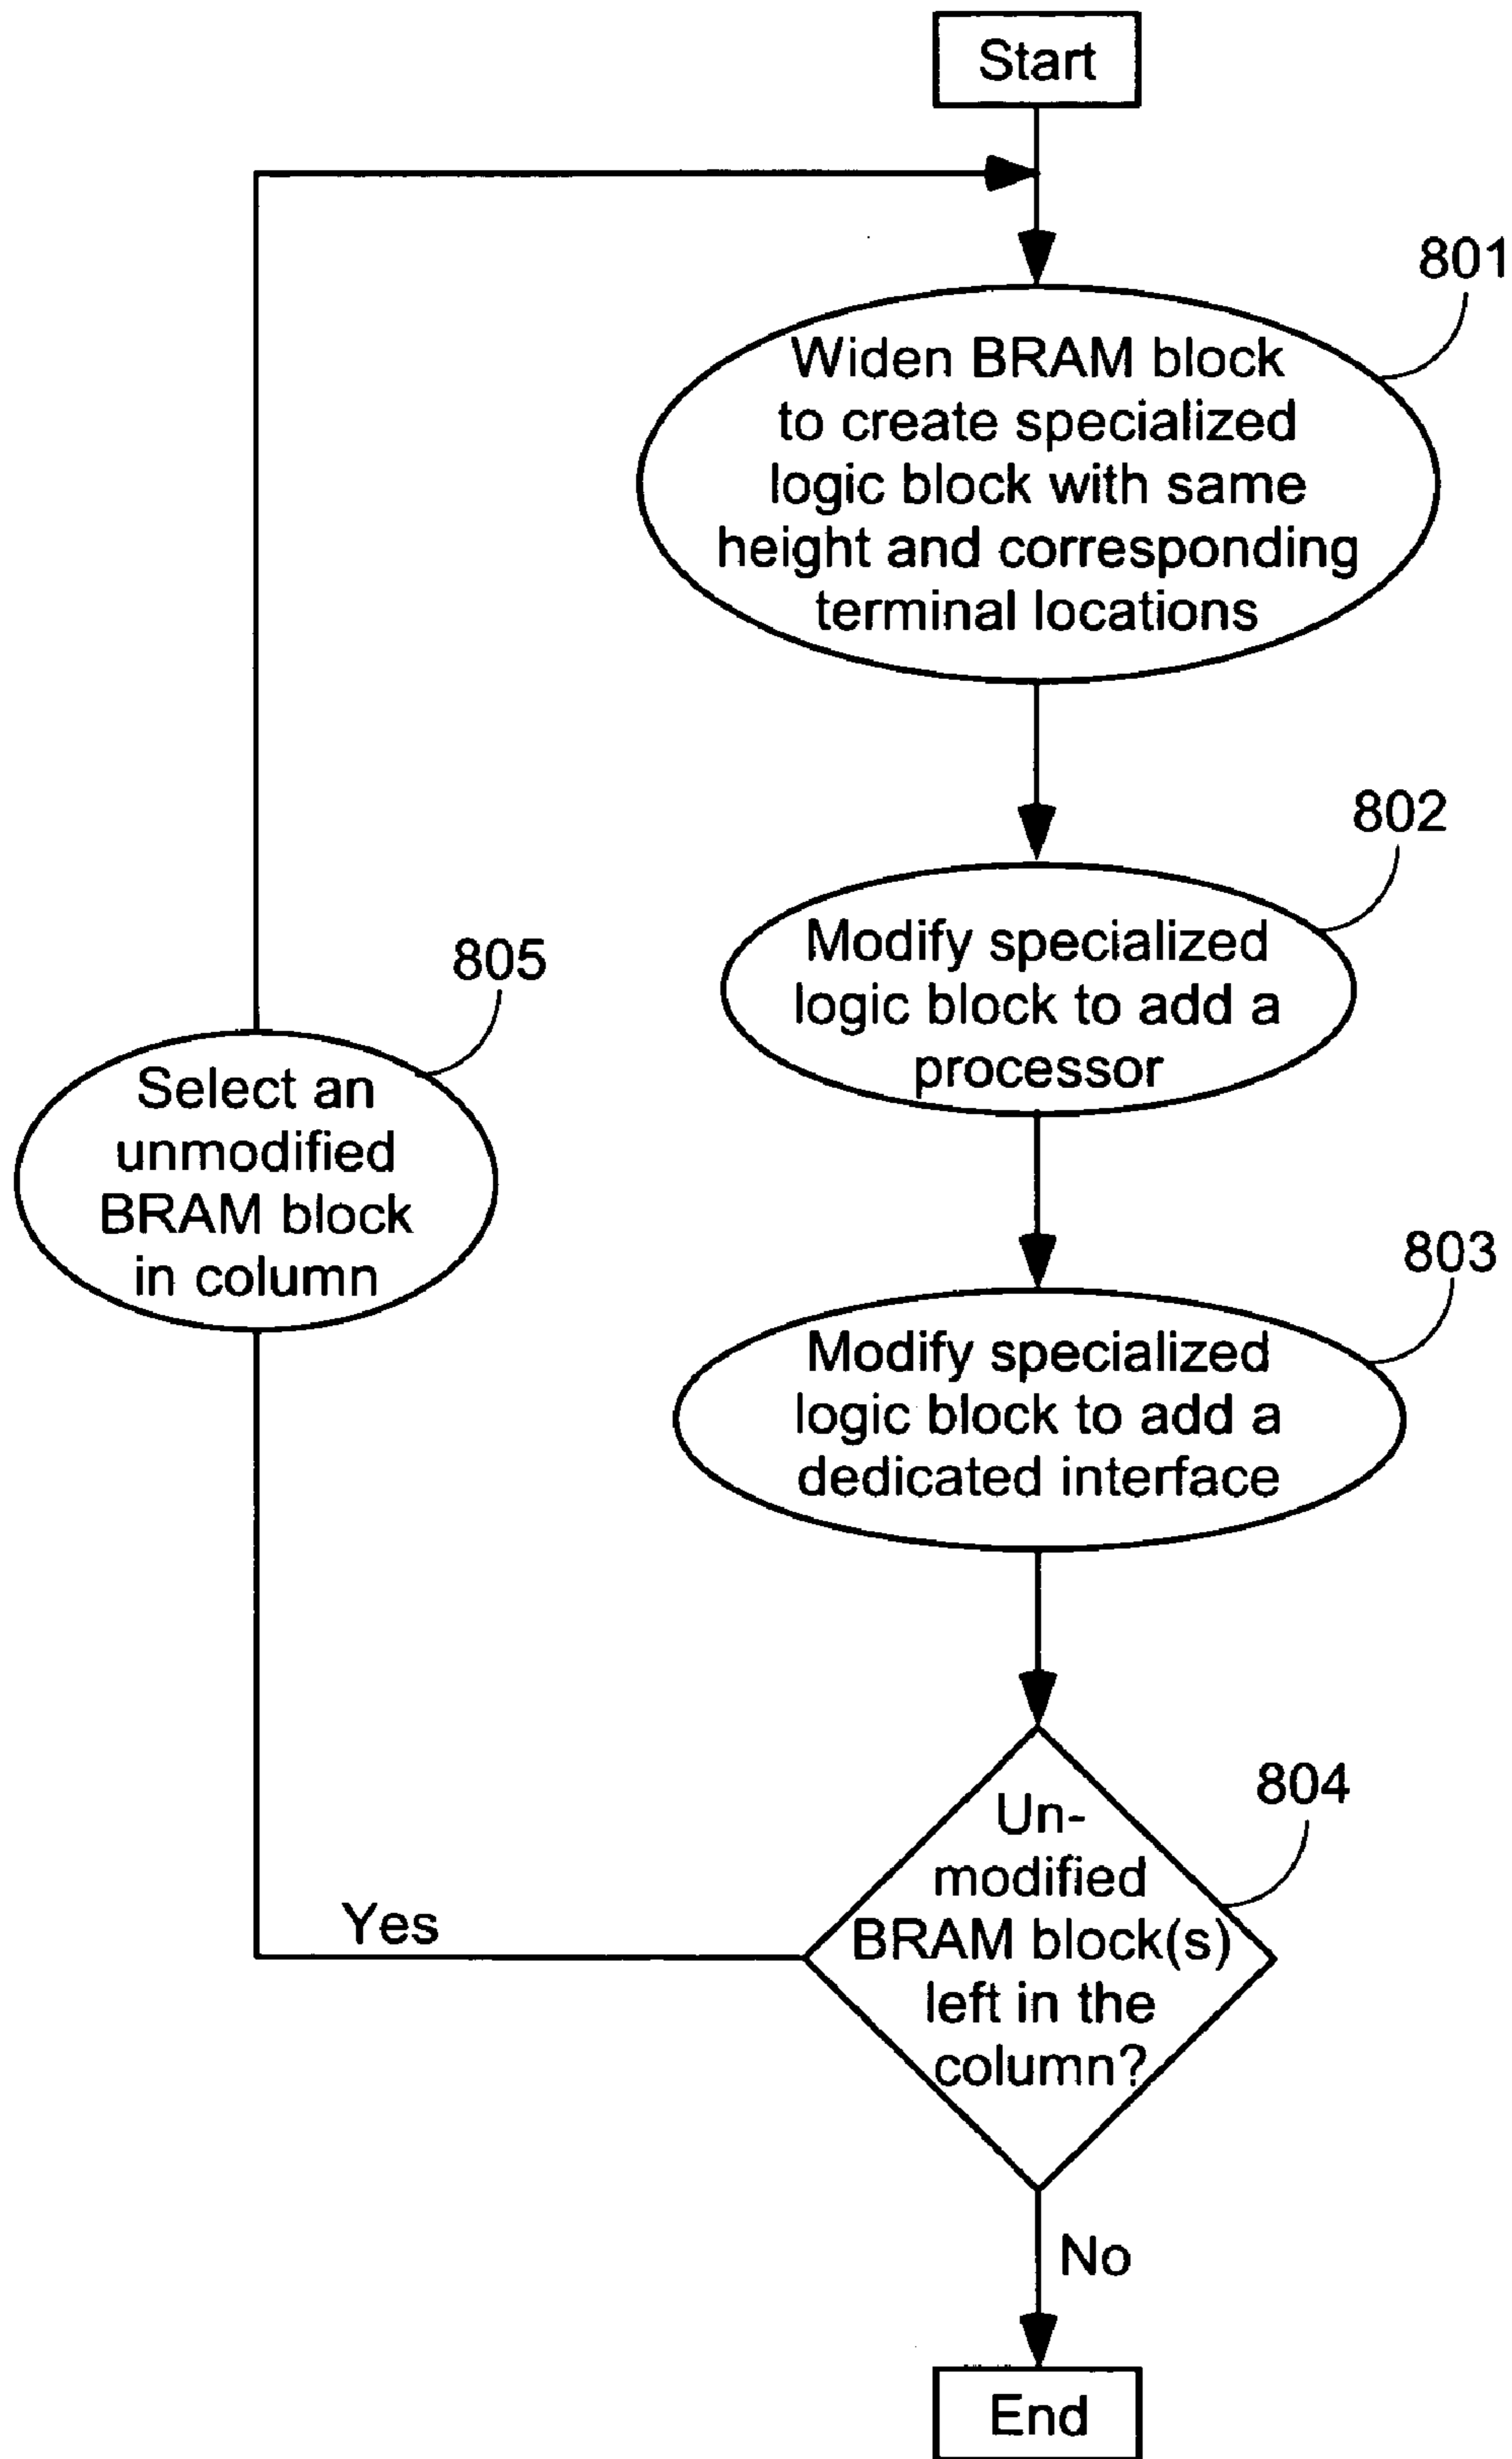 Start
801
Widen BRAM block
to create specialized
logic block with same
height and corresponding
terminal locations
802
Modify specialized
logic block to add a
processor
805
Select an
unmodified
BRAM block
in column
803
Modify specialized
logic block to add a
dedicated interface
804
Un-
modified
BRAM block(s)
left in the
column?
Yes
No
End